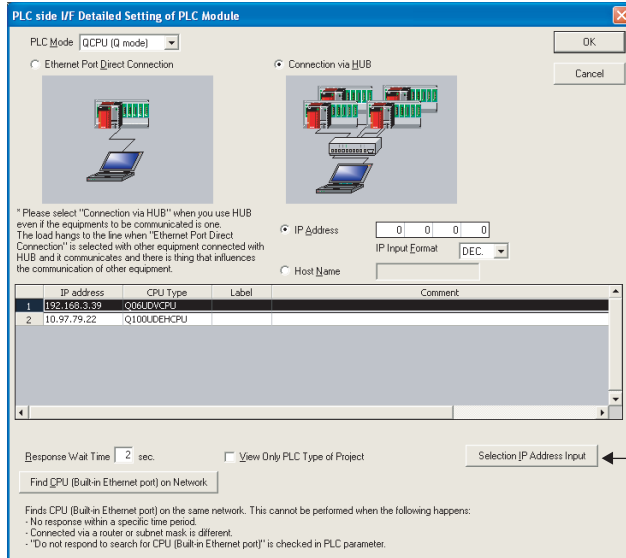 PLC side I/F Detailed Setting of PLC Module
PLC Mode QCPU (Q mode)
OK
Ethernet Port Direct Connection
Connection via HUB
Cancel
* Please select "Connection via HUB" when you use HUB
even if the equipments to be communicated is one.
The load hangs to the line when "Ethernet Port Direct
Connection" is selected with other equipment connected with
HUB and it communicates and there is thing that influences
the communication of other equipment.
IP Address 0 0 0 0
IP Input Format DEC.
Host Name
IP address CPU Type Label Comment
1 192.168.3.39 Q06UDVCPU
2 10.97.79.22 Q100UDEHCPU
Response Wait Time 2 sec.
View Only PLC Type of Project
Selection IP Address Input
Find CPU (Built-in Ethernet port) on Network
Finds CPU (Built-in Ethernet port) on the same network. This cannot be performed when the following happens:
- No response within a specific time period.
- Connected via a router or subnet mask is different.
- "Do not respond to search for CPU (Built-in Ethernet port)" is checked in PLC parameter.